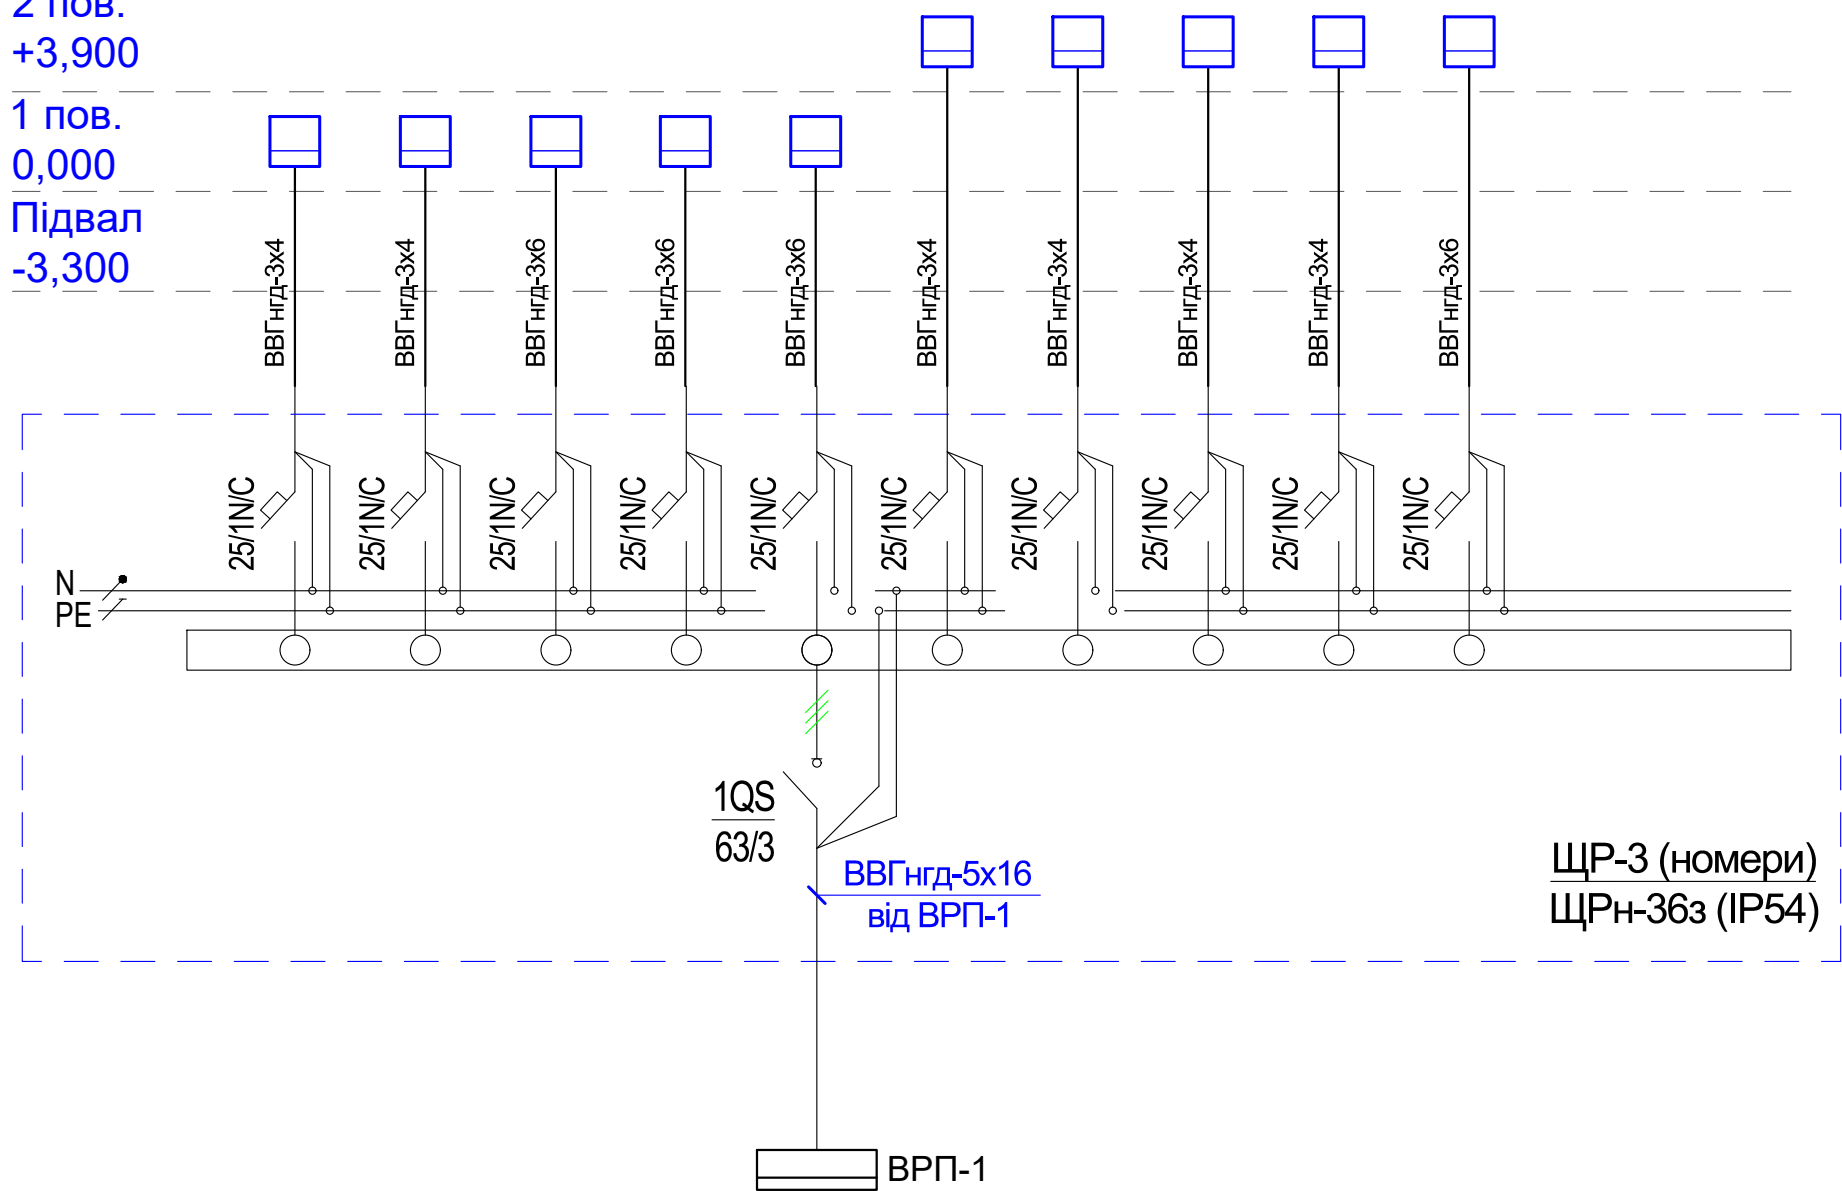 2 пов.
+3,900
1 пов.
0,000
Підвал
-3,300
ВВГнгд-3х4
ВВГнгд-3х4
ВВГнгд-3х6
ВВГнгд-3х6
ВВГнгд-3х6
ВВГнгд-3х4
ВВГнгд-3х4
ВВГнгд-3х4
ВВГнгд-3х4
ВВГнгд-3х6
25/1N/C
25/1N/C
25/1N/C
25/1N/C
25/1N/C
25/1N/C
25/1N/C
25/1N/C
25/1N/C
25/1N/C
N
PE
1QS
63/3
ВВГнгд-5х16
від ВРП-1
ЩР-3 (номери)
ЩРн-36з (IP54)
ВРП-1